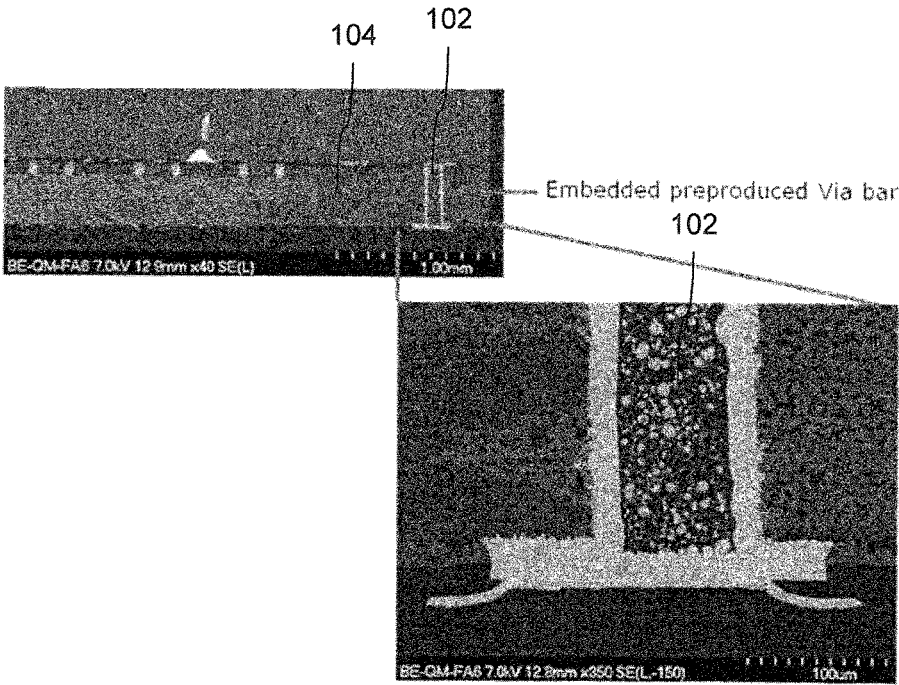 104
102
Embedded preproduced Via bar
102
BE-QM-FA6 7.0kV 12.9mm x40 SE(L)
1.00mm
BE-QM-FA6 7.0kV 12.8mm x350 SE(L,-150)
100um